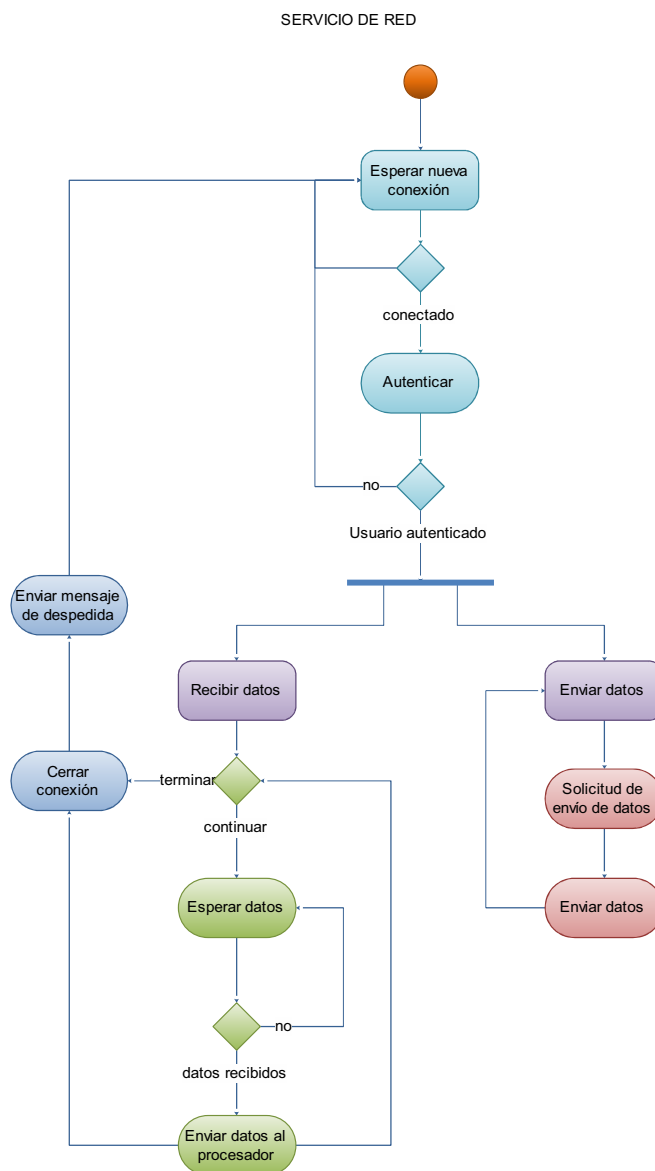 SERVICIO DE RED
Esperar nueva
conexión
conectado
Autenticar
no
Usuario autenticado
Enviar mensaje
de despedida
Recibir datos
Enviar datos
Cerrar
conexión
terminar
Solicitud de
envío de datos
continuar
Esperar datos
Enviar datos
no
datos recibidos
Enviar datos al
procesador